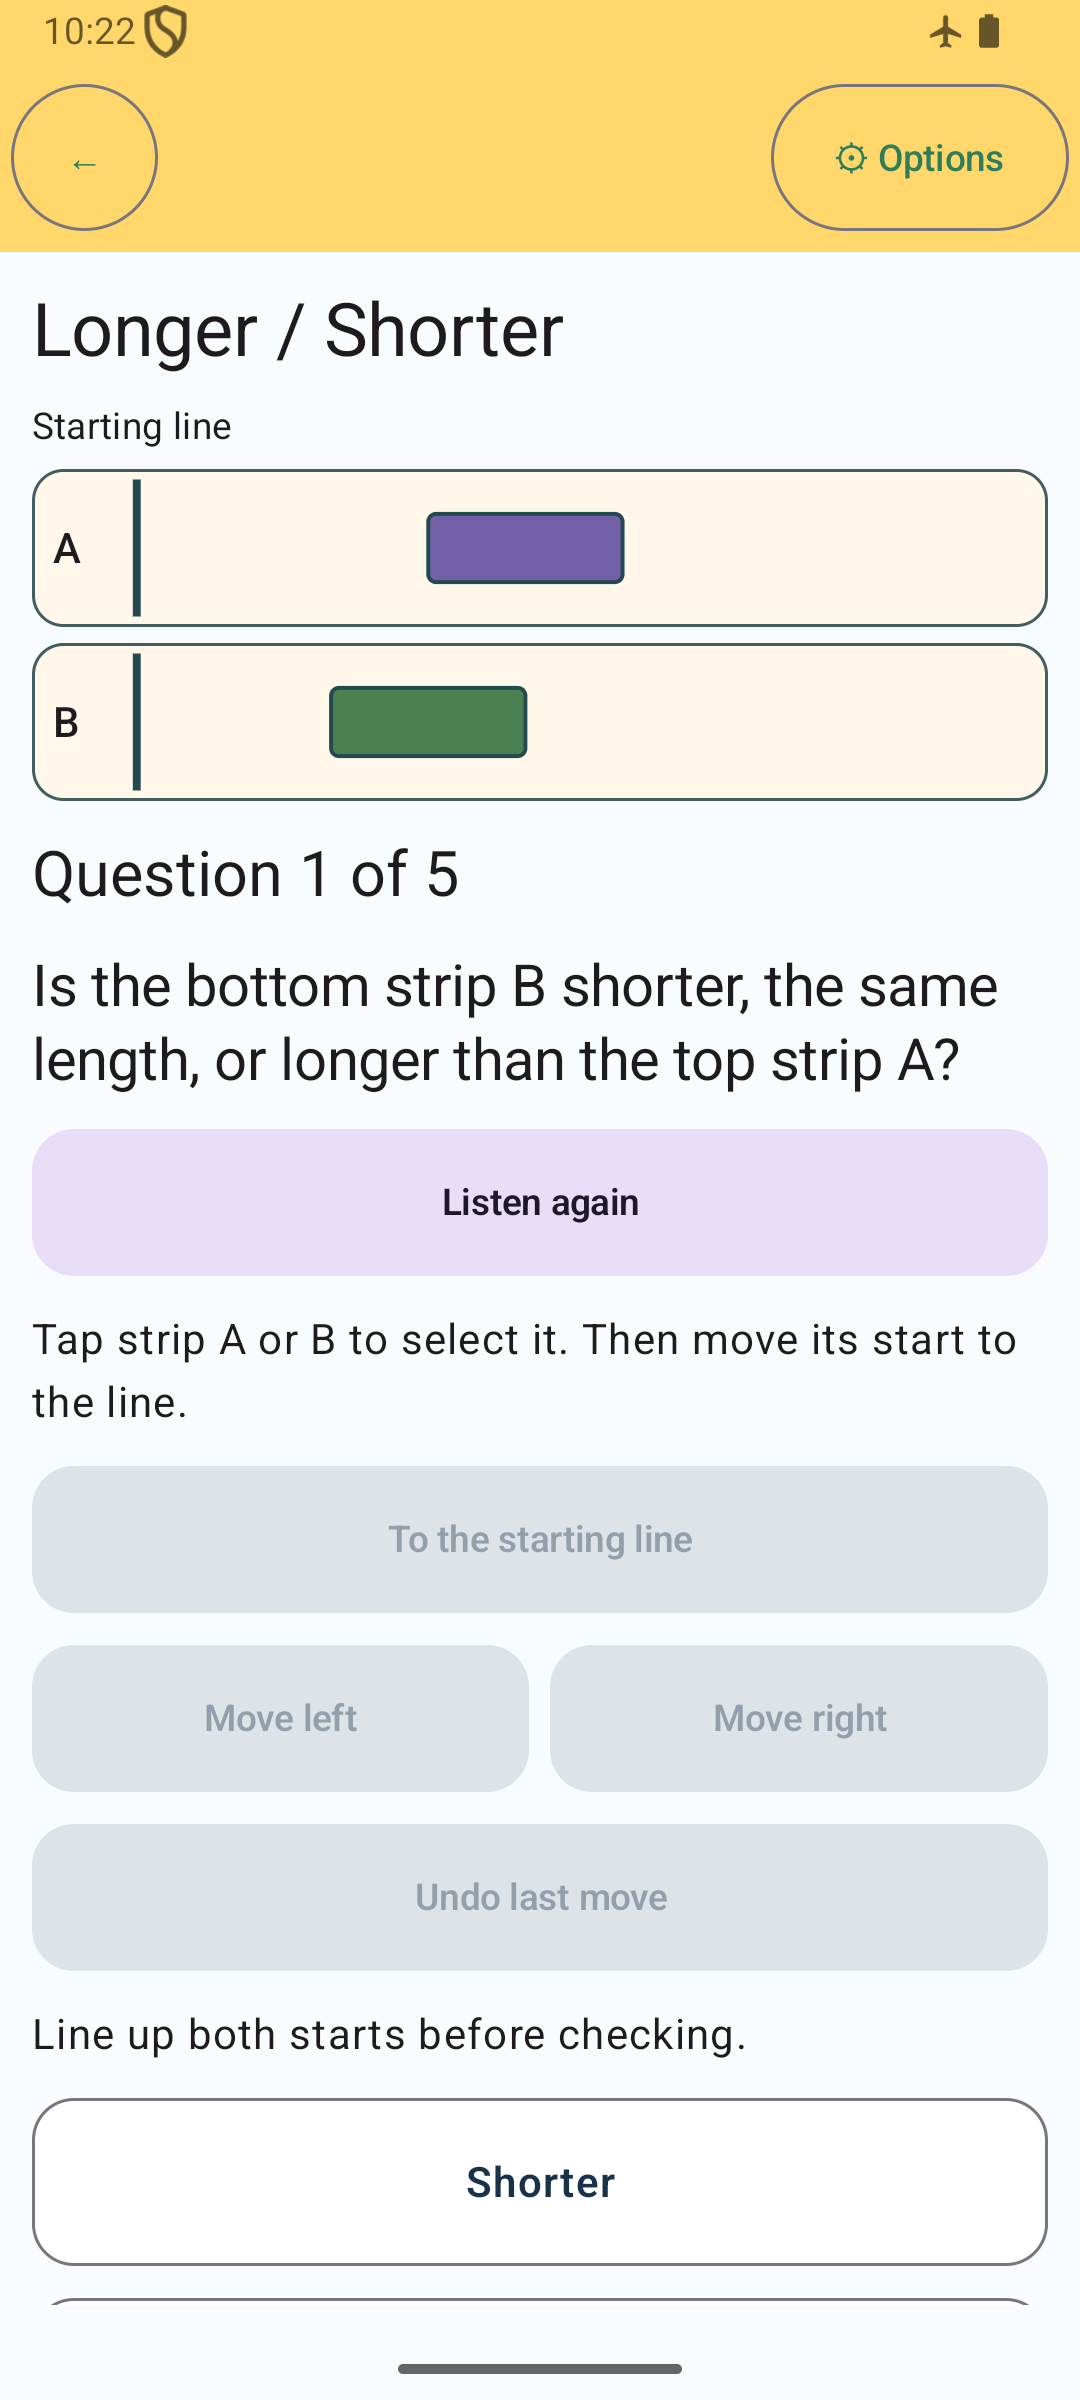 10:22
←
Options
Longer / Shorter
Starting line
A
B
Question 1 of 5
Is the bottom strip B shorter, the same
length, or longer than the top strip A?
Listen again
Tap strip A or B to select it. Then move its start to
the line.
To the starting line
Move left
Move right
Undo last move
Line up both starts before checking.
Shorter